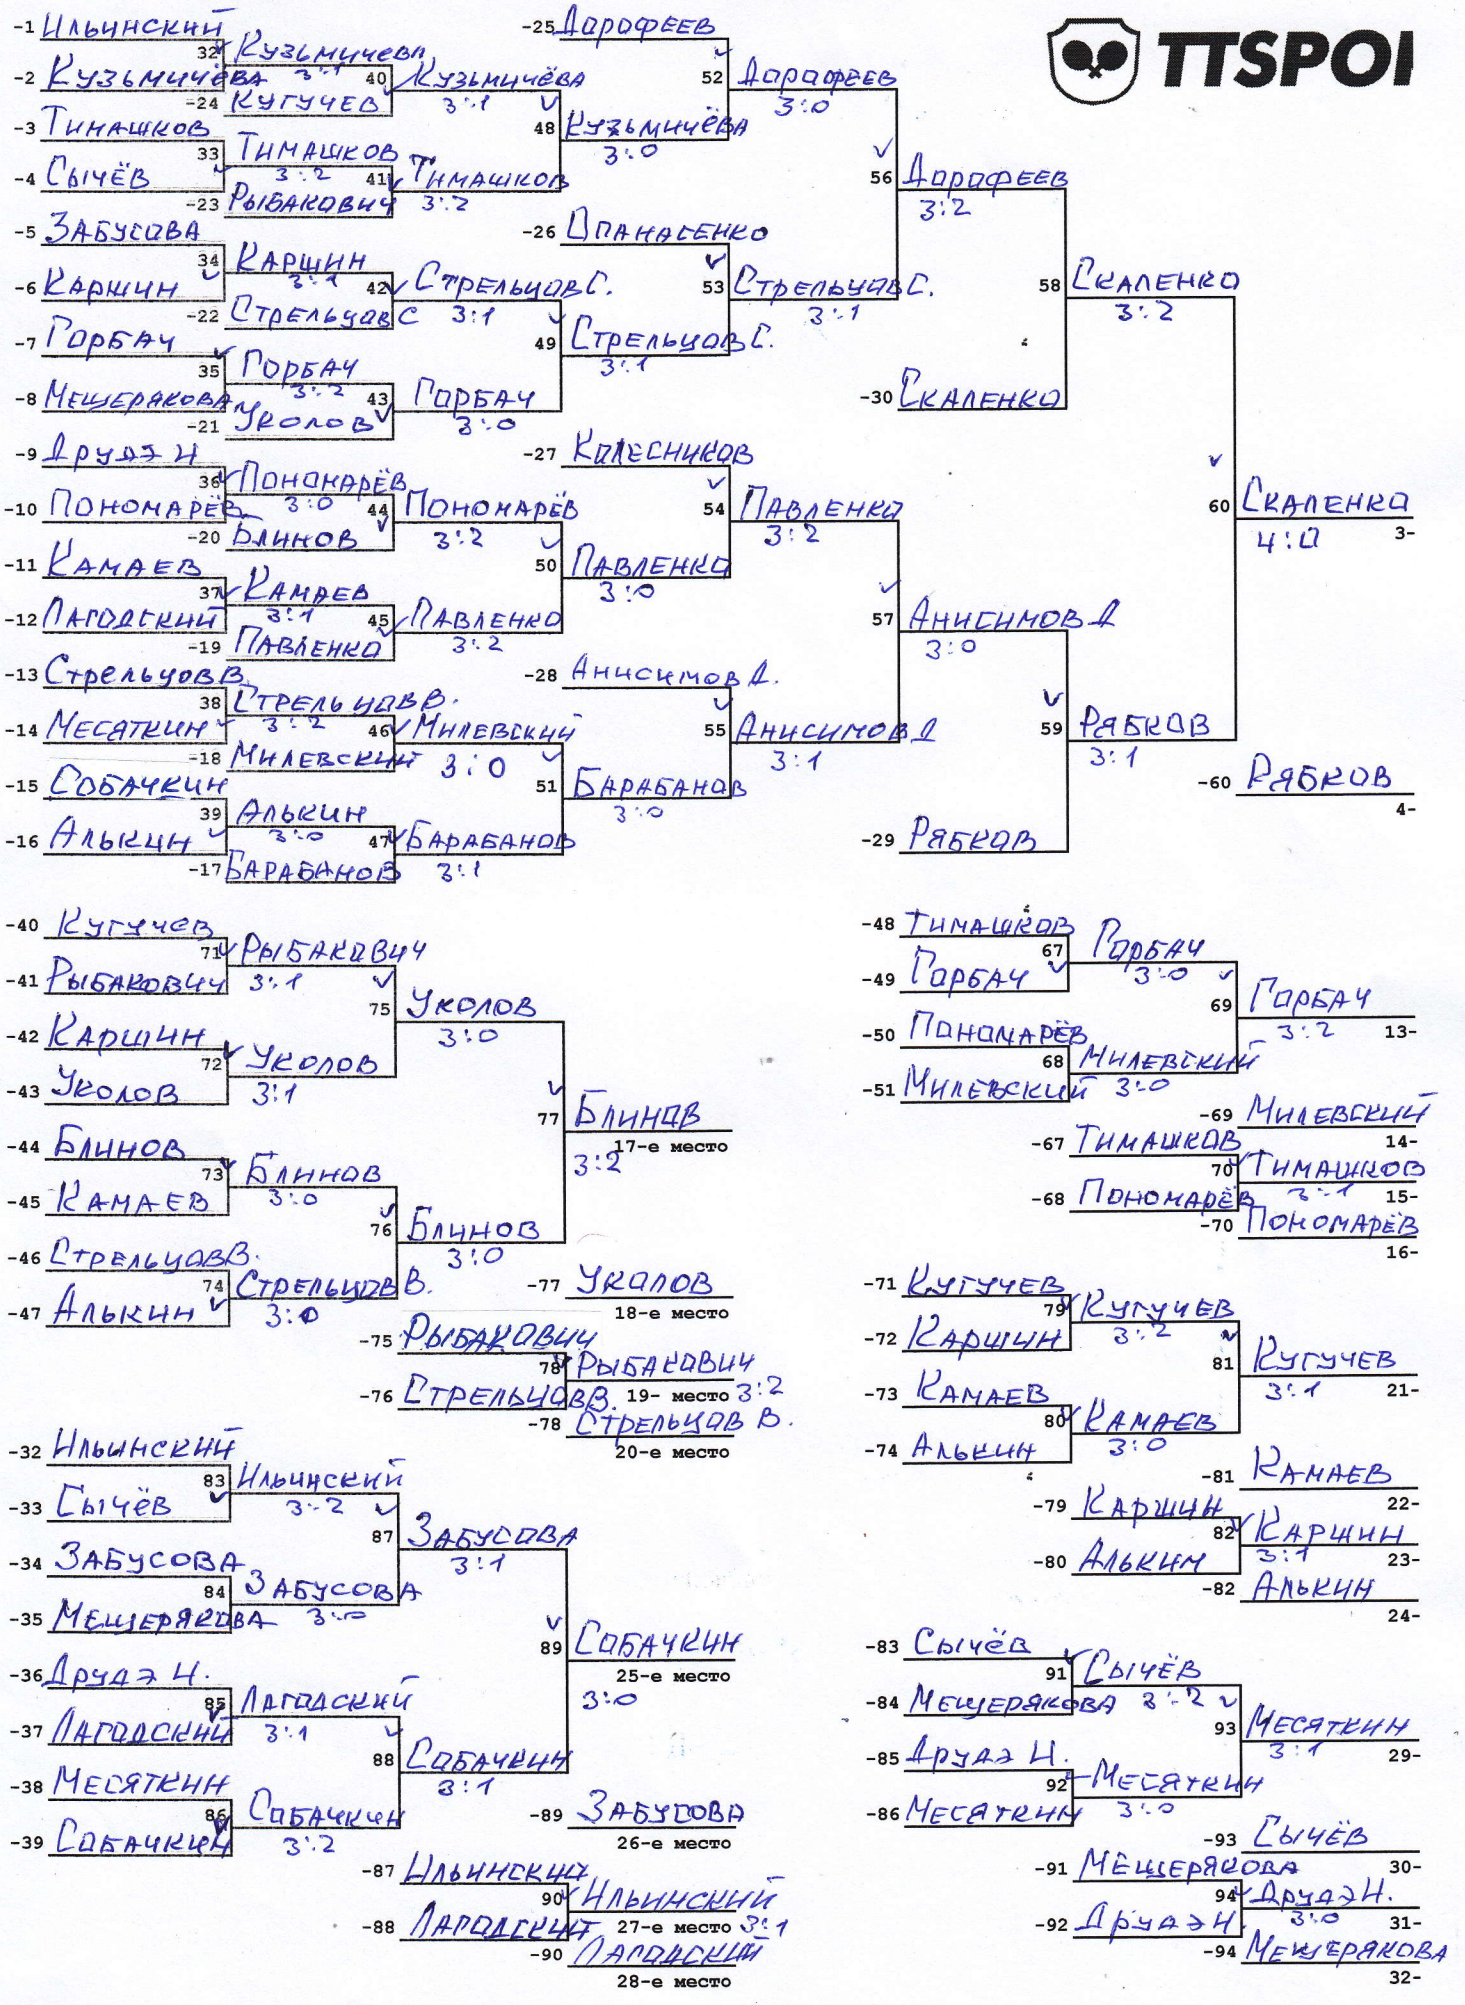 TTSPOI
-1 Ильинский
32 Кузьмичева
3:1
-2 Кузьмичёва
-24 Кугучев
40 Кузьмичёва
3:1
-3 Тимашков
33 Тимашков
3:2
-4 Сычёв
-23 Рыбакович
41 Тимашков
3:2
48 Кузьмичёва
3:0
-5 Забусова
34 Каршин
3:1
-6 Каршин
-22 Стрельцов С
42 Стрельцов С.
3:1
-7 Горбач
35 Горбач
3:2
-8 Мещерякова
-21 Уколов
43 Горбач
3:0
49 Стрельцов С.
3:1
-9 Друдэ Н
36 Пономарёв
3:0
-10 Пономарёв
-20 Блинов
44 Пономарёв
3:2
-11 Камаев
37 Камаев
3:1
-12 Лагодский
-19 Павленко
45 Павленко
3:2
50 Павленко
3:0
-13 Стрельцов В.
38 Стрельцов В.
3:2
-14 Месяткин
-18 Милевский
46 Милевский
3:0
-15 Собачкин
39 Алькин
3:0
-16 Алькин
-17 Барабанов
47 Барабанов
3:1
51 Барабанов
3:0
-25 Дорофеев
52 Дорофеев
3:0
-26 Опанасенко
53 Стрельцов С.
3:1
56 Дорофеев
3:2
-30 Скаленко
58 Скаленко
3:2
-27 Колесников
54 Павленко
3:2
-28 Анисимов Д.
55 Анисимов Д
3:1
57 Анисимов Д
3:0
-29 Рябков
59 Рябков
3:1
60 Скаленко
4:0 3-
-60 Рябков
4-
-40 Кугучев
71 Рыбакович
-41 Рыбакович 3:1
-42 Каршин
72 Уколов
-43 Уколов 3:1
75 Уколов
3:0
-44 Блинов
73 Блинов
3:0
-45 Камаев
-46 Стрельцов В.
74 Стрельцов В.
3:0
-47 Алькин
76 Блинов
3:0
77 Блинов
17-е место
3:2
-77 Уколов
18-е место
-75 Рыбакович
78 Рыбакович
19- место 3:2
-76 Стрельцов В.
-78 Стрельцов В.
20-е место
-48 Тимашков
67 Горбач
3:0
-49 Горбач
-50 Пономарёв
68 Милевский
3:0
-51 Милевский
69 Горбач
3:2 13-
-69 Милевский
14-
-67 Тимашков
70 Тимашков
3:1 15-
-68 Пономарёв
-70 Пономарёв
16-
-71 Кугучев
79 Кугучев
3:2
-72 Каршин
-73 Камаев
80 Камаев
3:0
-74 Алькин
81 Кугучев
3:1 21-
-81 Камаев
22-
-79 Каршин
82 Каршин
3:1 23-
-80 Алькин
-82 Алькин
24-
-32 Ильинский
83 Ильинский
3:2
-33 Сычёв
-34 Забусова
84 Забусова
3:0
-35 Мещерякова
87 Забусова
3:1
-36 Друдэ Н.
85 Лагодский
3:1
-37 Лагодский
-38 Месяткин
86 Собачкин
3:2
-39 Собачкин
88 Собачкин
3:1
89 Собачкин
25-е место
3:0
-89 Забусова
26-е место
-87 Ильинский
90 Ильинский
27-е место 3:1
-88 Лагодский
-90 Лагодский
28-е место
-83 Сычёв
91 Сычёв
3:2
-84 Мещерякова
-85 Друдэ Н.
92 Месяткин
3:0
-86 Месяткин
93 Месяткин
3:1 29-
-93 Сычёв
30-
-91 Мещерякова
94 Друдэ Н.
3:0 31-
-92 Друдэ Н.
-94 Мещерякова
32-